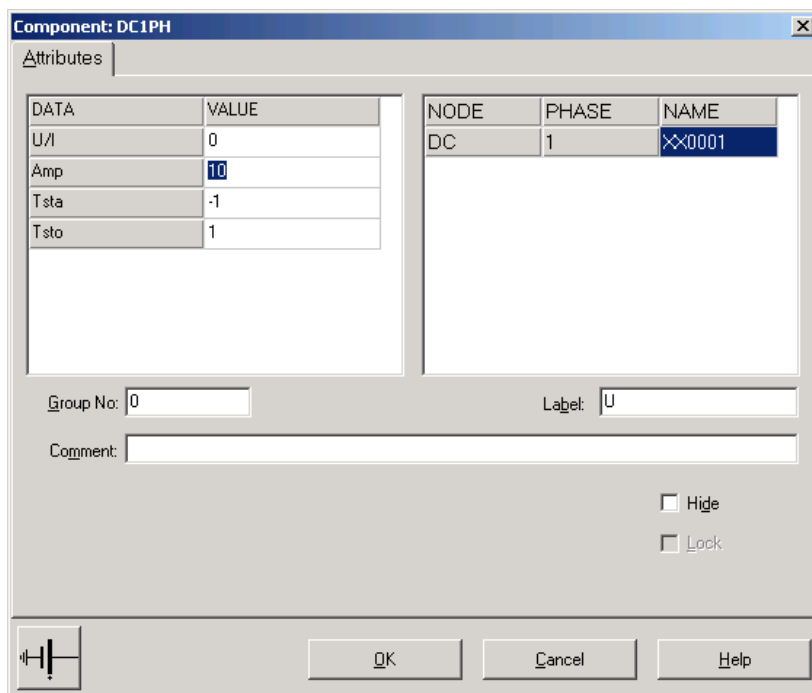 Component: DC1PH
Attributes
DATA VALUE
U/I 0
Amp 10
Tsta -1
Tsto 1
NODE PHASE NAME
DC 1 XX0001
Group No: 0
Label: U
Comment:
Hide
Lock
OK Cancel Help